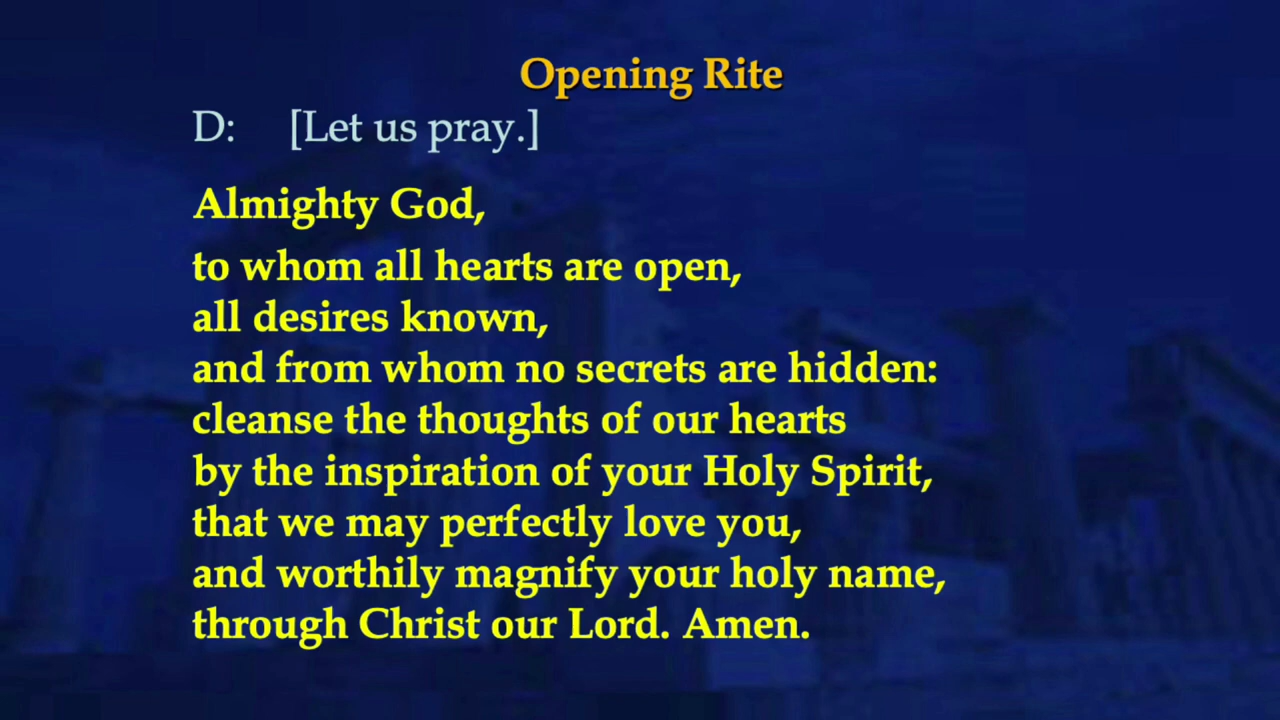 Opening Rite
D: [Let us pray.]
Almighty God,
to whom all hearts are open,
all desires known,
and from whom no secrets are hidden:
cleanse the thoughts of our hearts
by the inspiration of your Holy Spirit,
that we may perfectly love you,
and worthily magnify your holy name,
through Christ our Lord. Amen.